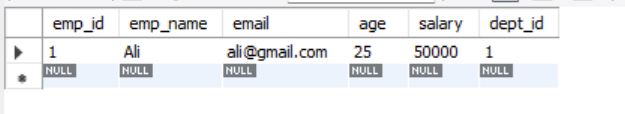 emp_id emp_name email age salary dept_id
1 Ali ali@gmail.com 25 50000 1
NULL NULL NULL NULL NULL NULL